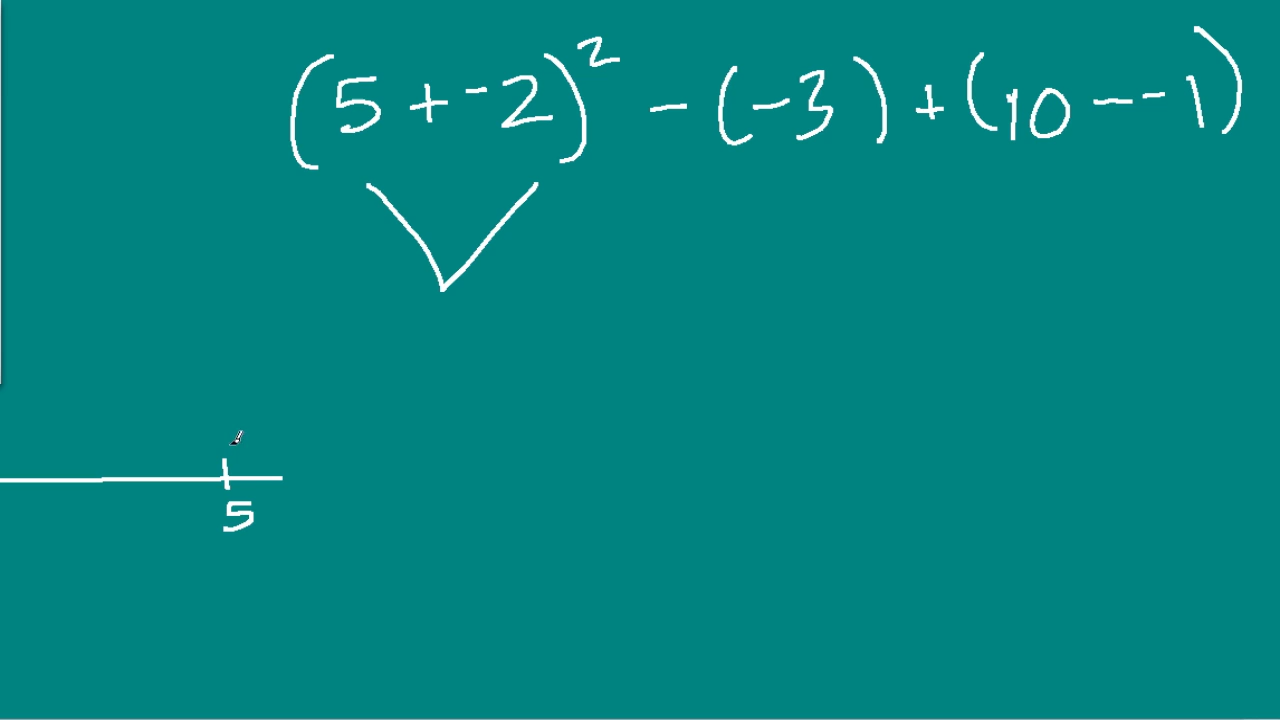 (5 + -2)² - (-3) + (10 - -1)
5